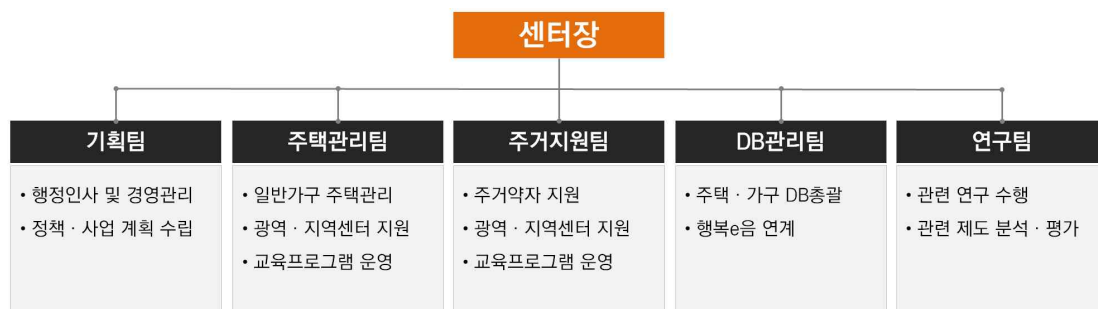 센터장
기획팀
• 행정인사 및 경영관리
• 정책 · 사업 계획 수립
주택관리팀
• 일반가구 주택관리
• 광역 · 지역센터 지원
• 교육프로그램 운영
주거지원팀
• 주거약자 지원
• 광역 · 지역센터 지원
• 교육프로그램 운영
DB관리팀
• 주택 · 가구 DB총괄
• 행복e음 연계
연구팀
• 관련 연구 수행
• 관련 제도 분석 · 평가